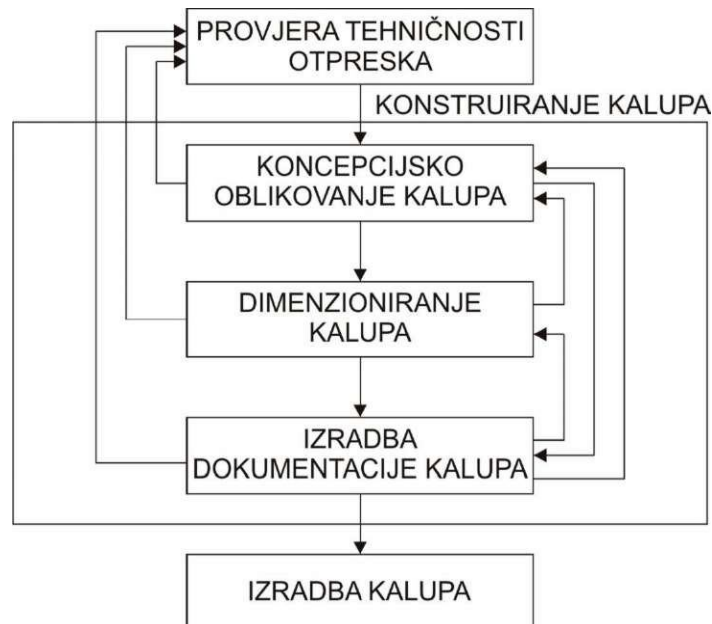 PROVJERA TEHNIČNOSTI
OTPRESKA
KONSTRUIRANJE KALUPA
KONCEPCIJSKO
OBLIKOVANJE KALUPA
DIMENZIONIRANJE
KALUPA
IZRADBA
DOKUMENTACIJE KALUPA
IZRADBA KALUPA